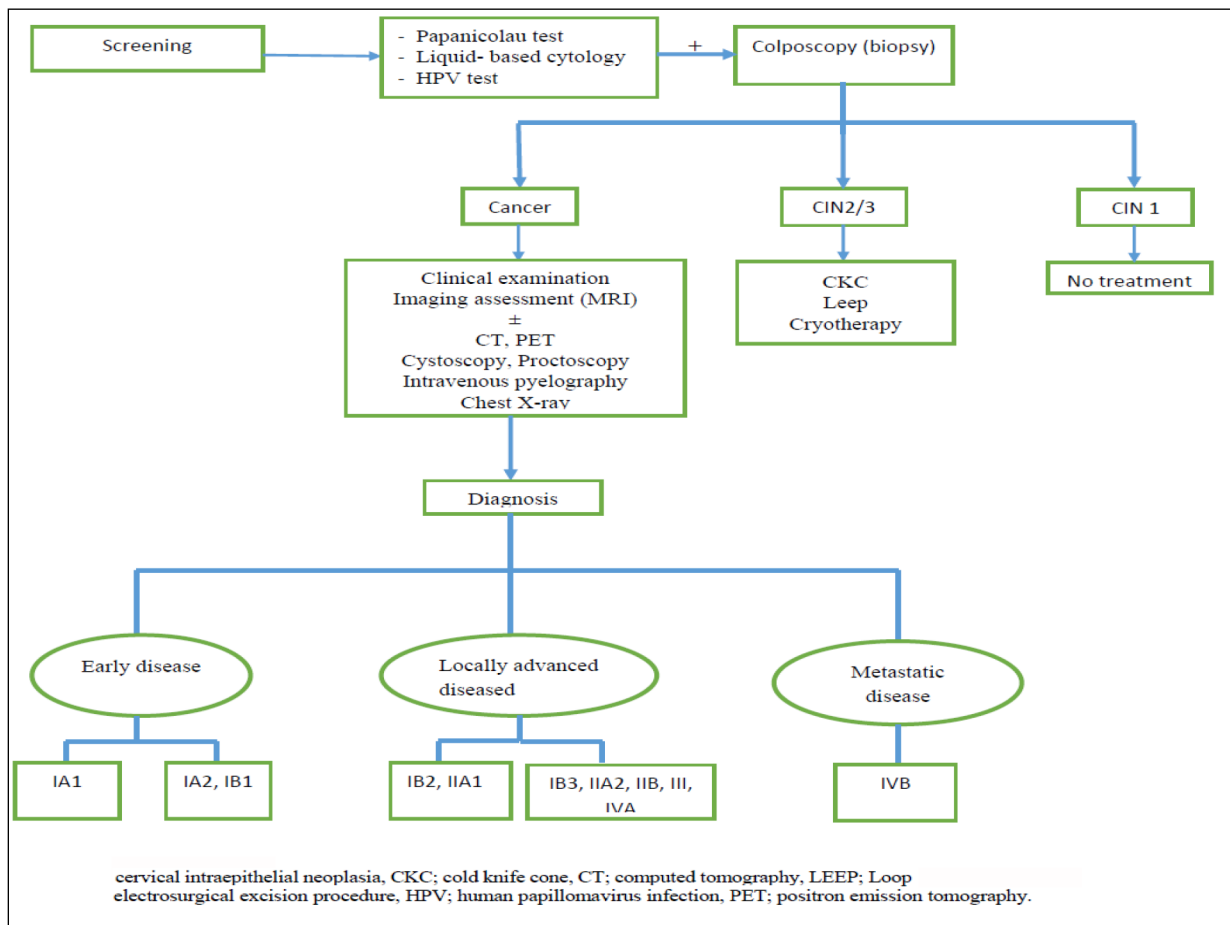 Screening
- Papanicolau test
- Liquid- based cytology
- HPV test
+
Colposcopy (biopsy)
Cancer
CIN2/3
CIN 1
Clinical examination
Imaging assessment (MRI)
±
CT, PET
Cystoscopy, Proctoscopy
Intravenous pyelography
Chest X-ray
CKC
Leep
Cryotherapy
No treatment
Diagnosis
Early disease
Locally advanced
diseased
Metastatic
disease
IA1
IA2, IB1
IB2, IIA1
IB3, IIA2, IIB, III,
IVA
IVB
cervical intraepithelial neoplasia, CKC; cold knife cone, CT; computed tomography, LEEP; Loop
electrosurgical excision procedure, HPV; human papillomavirus infection, PET; positron emission tomography.